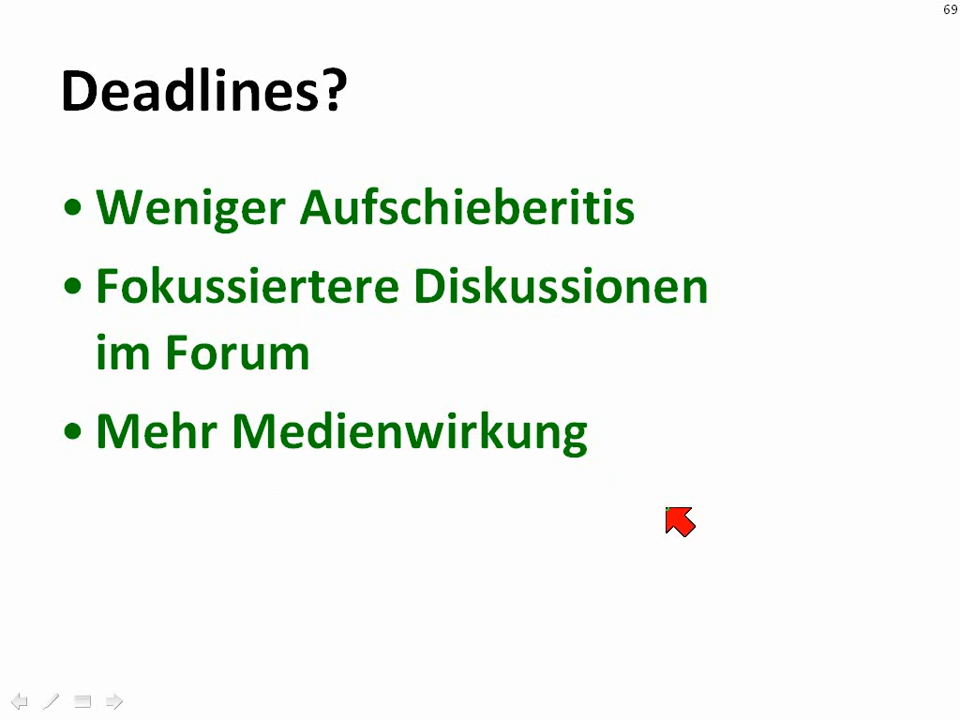 69
Deadlines?
• Weniger Aufschieberitis
• Fokussiertere Diskussionen
im Forum
• Mehr Medienwirkung